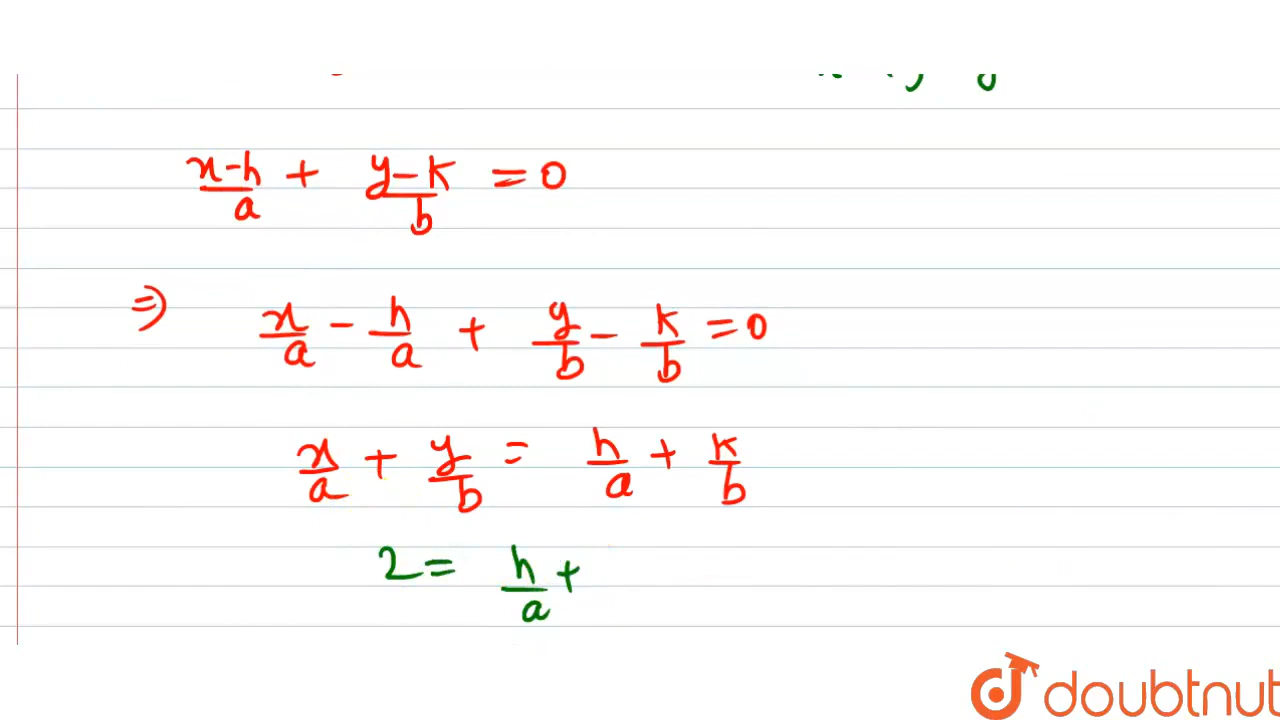 (x-h)/a + (y-k)/b = 0
⇒ x/a - h/a + y/b - k/b = 0
x/a + y/b = h/a + k/b
2 = h/a +
doubtnut